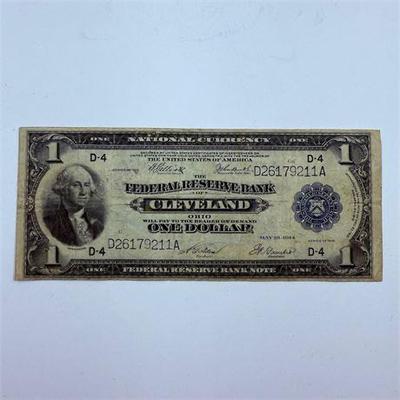 ONE NATIONAL CURRENCY ONE
1 1
D-4 D-4
THE UNITED STATES OF AMERICA
D26179211A
THE
FEDERAL RESERVE BANK
OF
CLEVELAND
OHIO
WILL PAY TO THE BEARER ON DEMAND
D26179211A ONE DOLLAR
MAY 18, 1914
D-4 D-4
1 1
ONE FEDERAL RESERVE BANK NOTE ONE